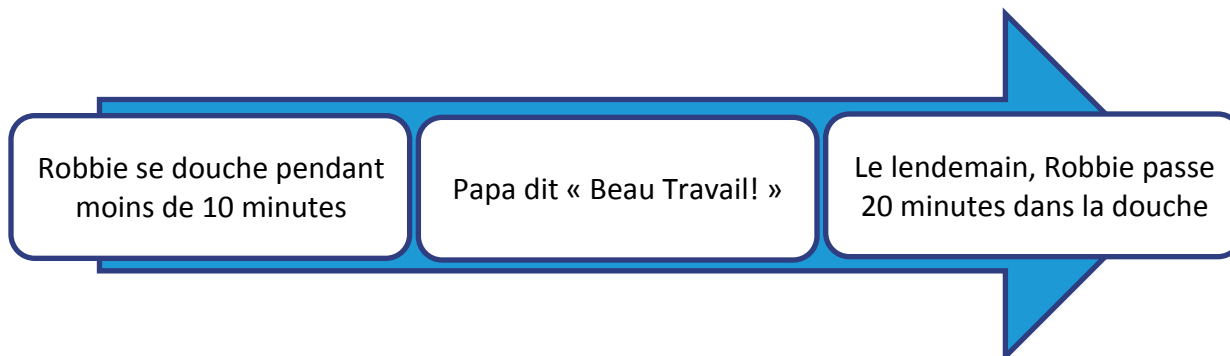 Robbie se douche pendant
moins de 10 minutes
Papa dit « Beau Travail! »
Le lendemain, Robbie passe
20 minutes dans la douche